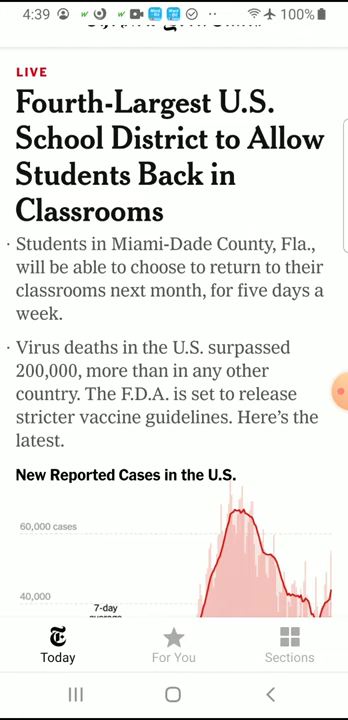 4:39
100%
LIVE
Fourth-Largest U.S.
School District to Allow
Students Back in
Classrooms
· Students in Miami-Dade County, Fla.,
will be able to choose to return to their
classrooms next month, for five days a
week.
· Virus deaths in the U.S. surpassed
200,000, more than in any other
country. The F.D.A. is set to release
stricter vaccine guidelines. Here’s the
latest.
New Reported Cases in the U.S.
60,000 cases
40,000
7-day
average
Today
For You
Sections